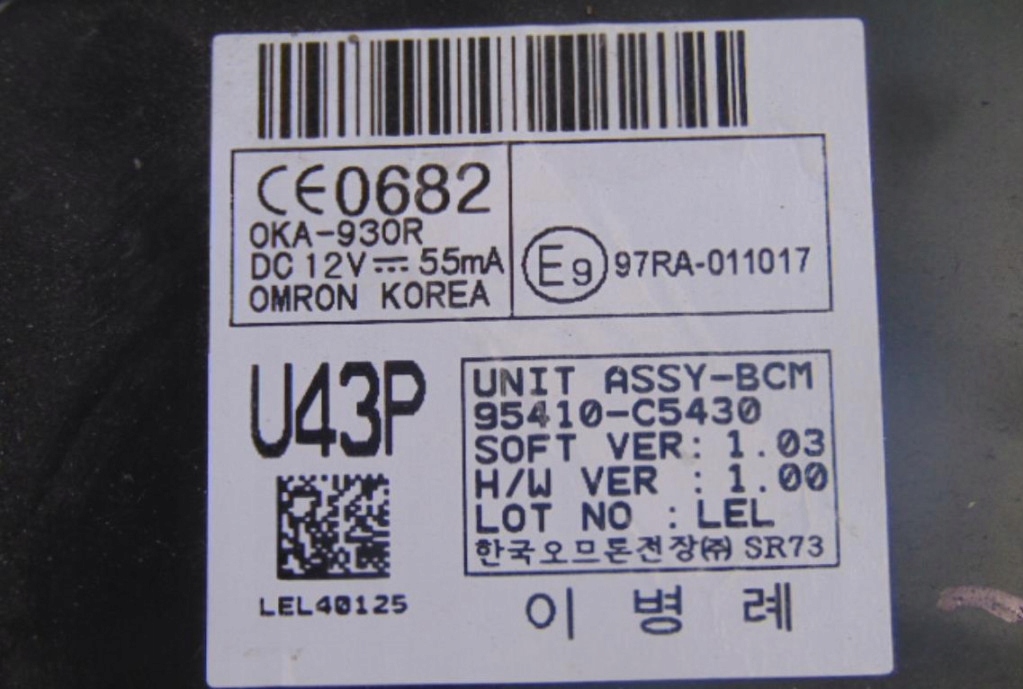 CE0682
OKA-930R
DC 12V ⎓ 55mA
OMRON KOREA
E9 97RA-011017
U43P
LEL40125
UNIT ASSY-BCM
95410-C5430
SOFT VER: 1.03
H/W VER : 1.00
LOT NO : LEL
한국오므론전장㈜ SR73
이 병 례